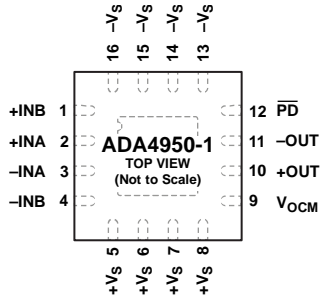 –VS –VS –VS –VS
16 15 14 13
+INB 1
+INA 2
–INA 3
–INB 4
ADA4950-1
TOP VIEW
(Not to Scale)
12 PD
11 –OUT
10 +OUT
9 VOCM
5 6 7 8
+VS +VS +VS +VS